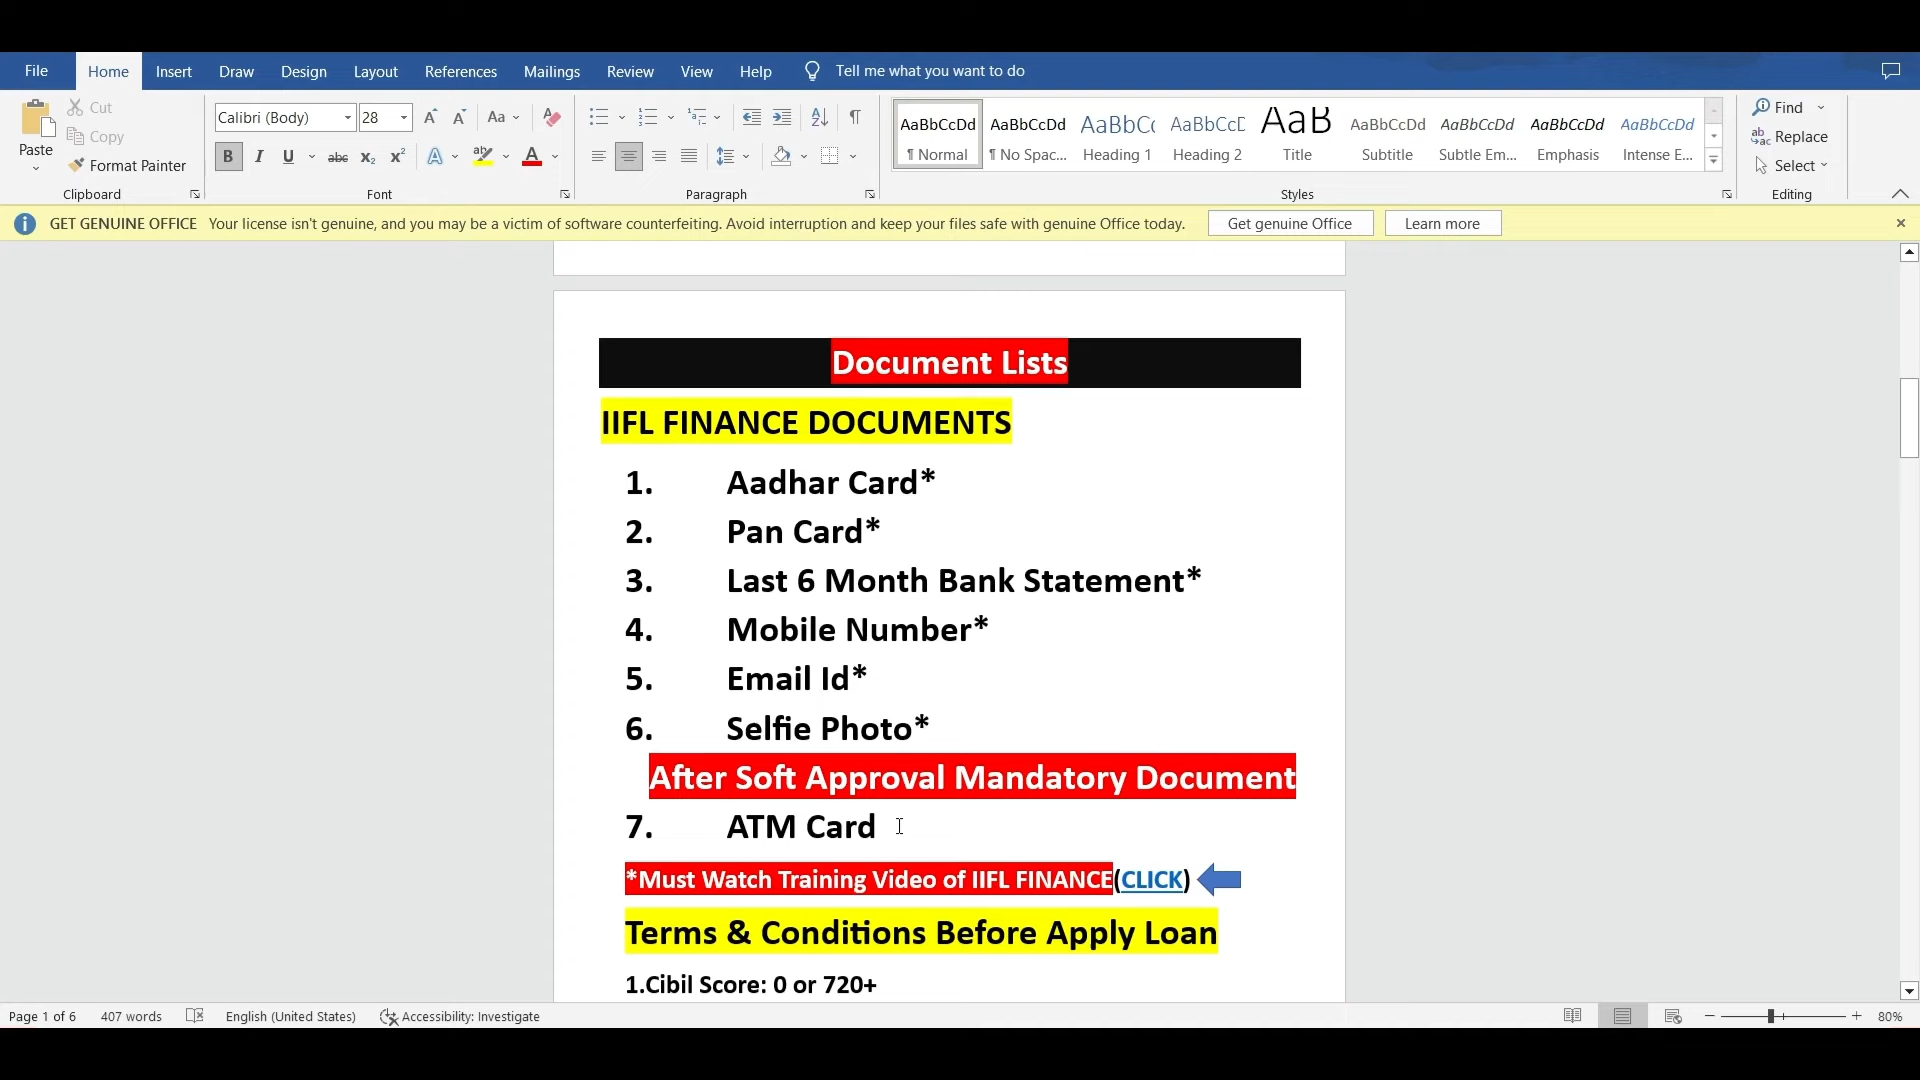 File Home Insert Draw Design Layout References Mailings Review View Help Tell me what you want to do
Paste
Cut
Copy
Format Painter
Clipboard
Calibri (Body) 28
Font
Paragraph
AaBbCcDd AaBbCcDd AaBbCc AaBbCcE AaB AaBbCcDd AaBbCcDd AaBbCcDd AaBbCcDd
¶ Normal ¶ No Spac... Heading 1 Heading 2 Title Subtitle Subtle Em... Emphasis Intense E...
Styles
Find
Replace
Select
Editing
GET GENUINE OFFICE Your license isn't genuine, and you may be a victim of software counterfeiting. Avoid interruption and keep your files safe with genuine Office today. Get genuine Office Learn more
Document Lists
IIFL FINANCE DOCUMENTS
1. Aadhar Card*
2. Pan Card*
3. Last 6 Month Bank Statement*
4. Mobile Number*
5. Email Id*
6. Selfie Photo*
After Soft Approval Mandatory Document
7. ATM Card
*Must Watch Training Video of IIFL FINANCE(CLICK)
Terms & Conditions Before Apply Loan
1.Cibil Score: 0 or 720+
Page 1 of 6 407 words English (United States) Accessibility: Investigate 80%